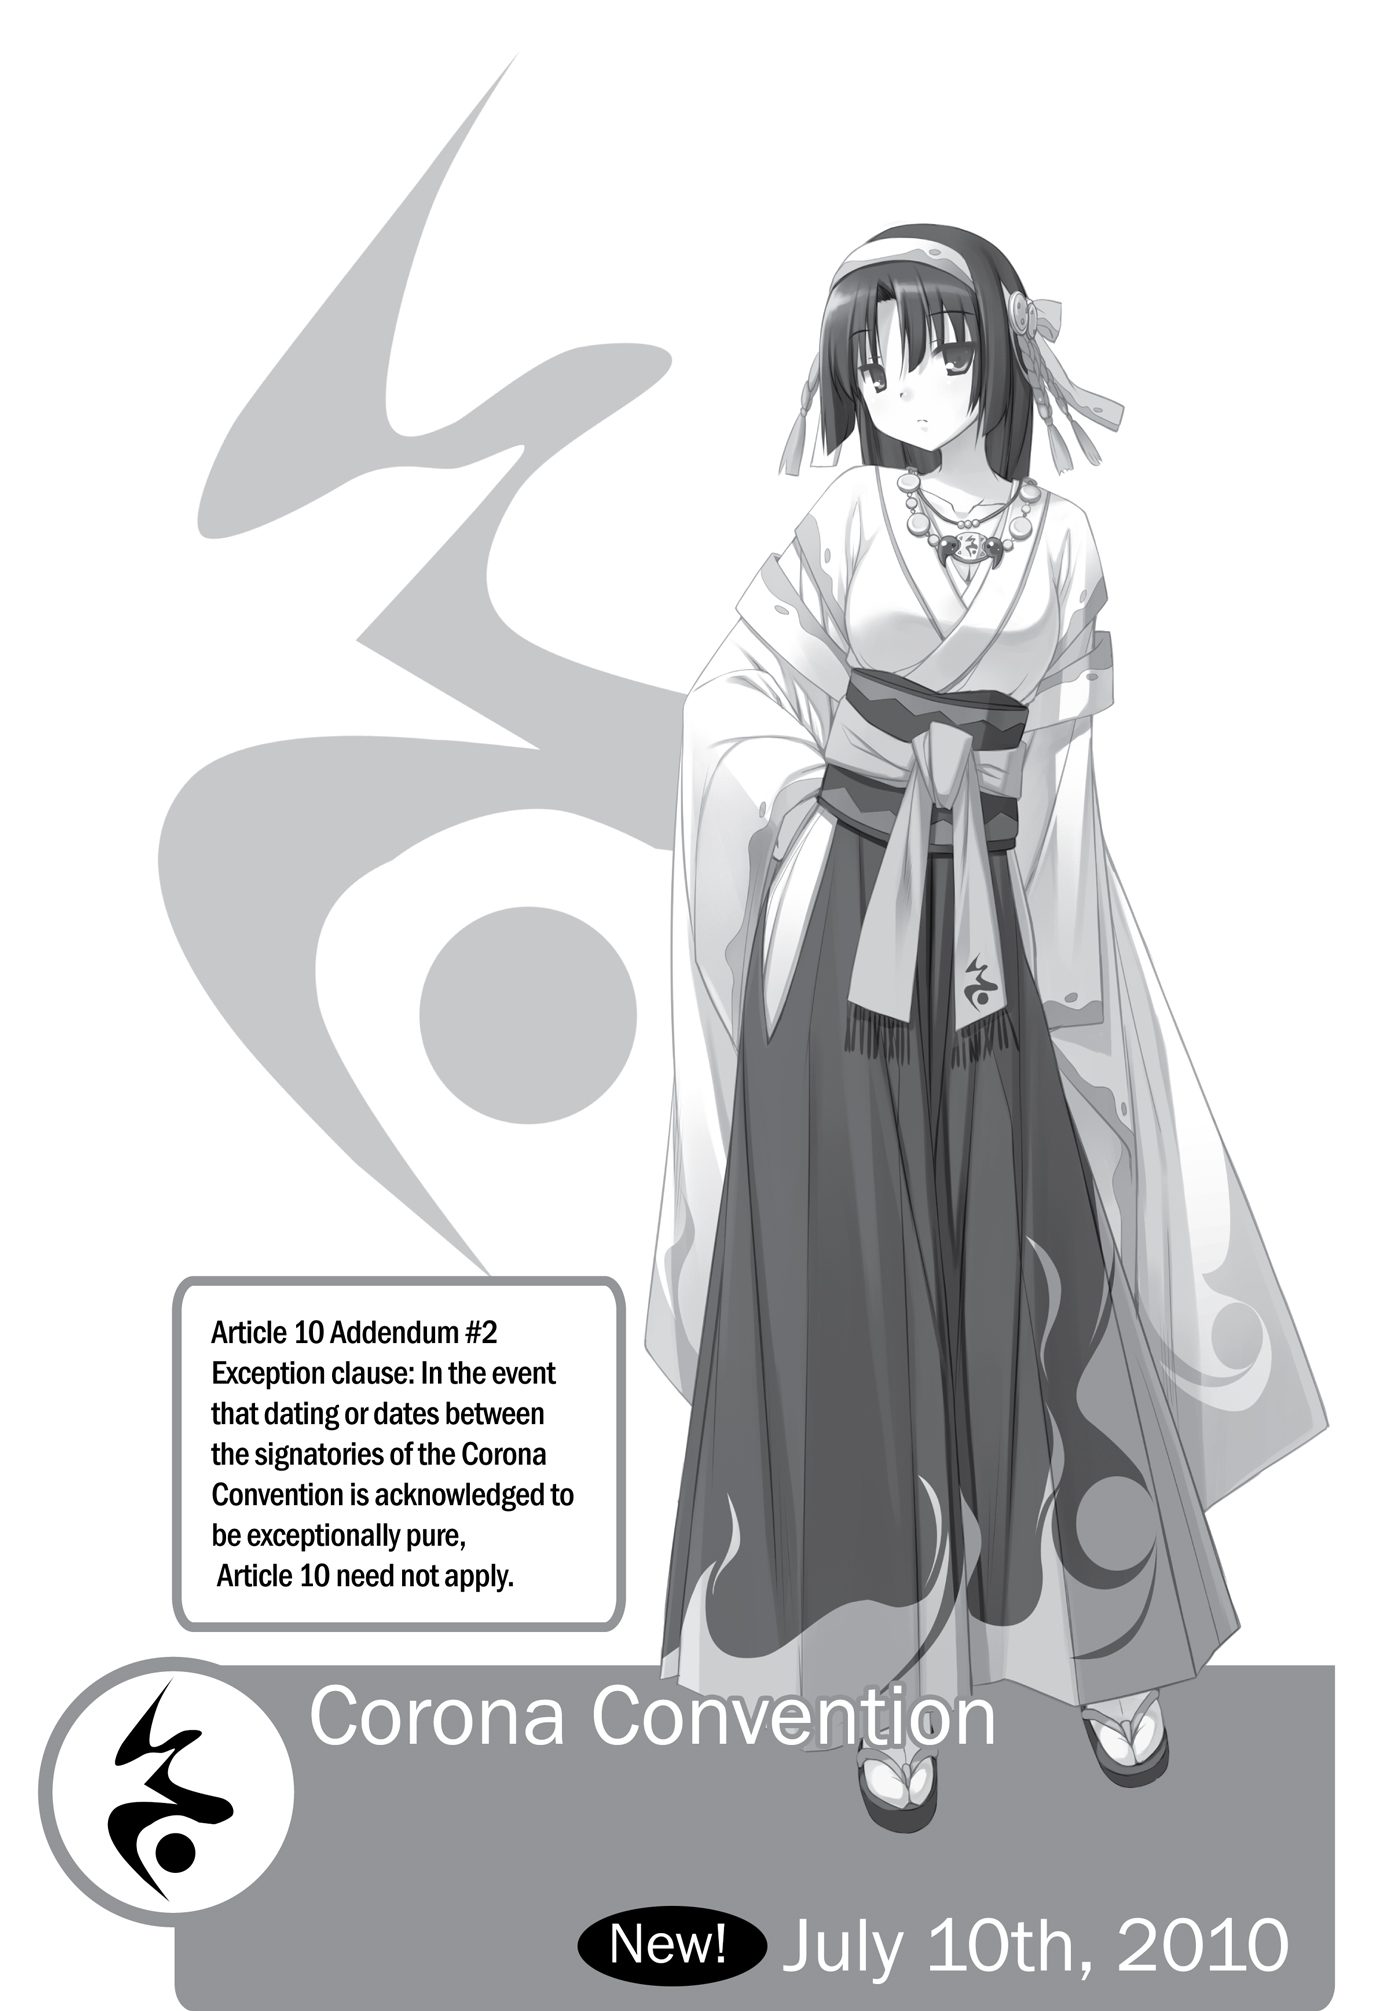 Article 10 Addendum #2
Exception clause: In the event
that dating or dates between
the signatories of the Corona
Convention is acknowledged to
be exceptionally pure,
Article 10 need not apply.
Corona Convention
New! July 10th, 2010